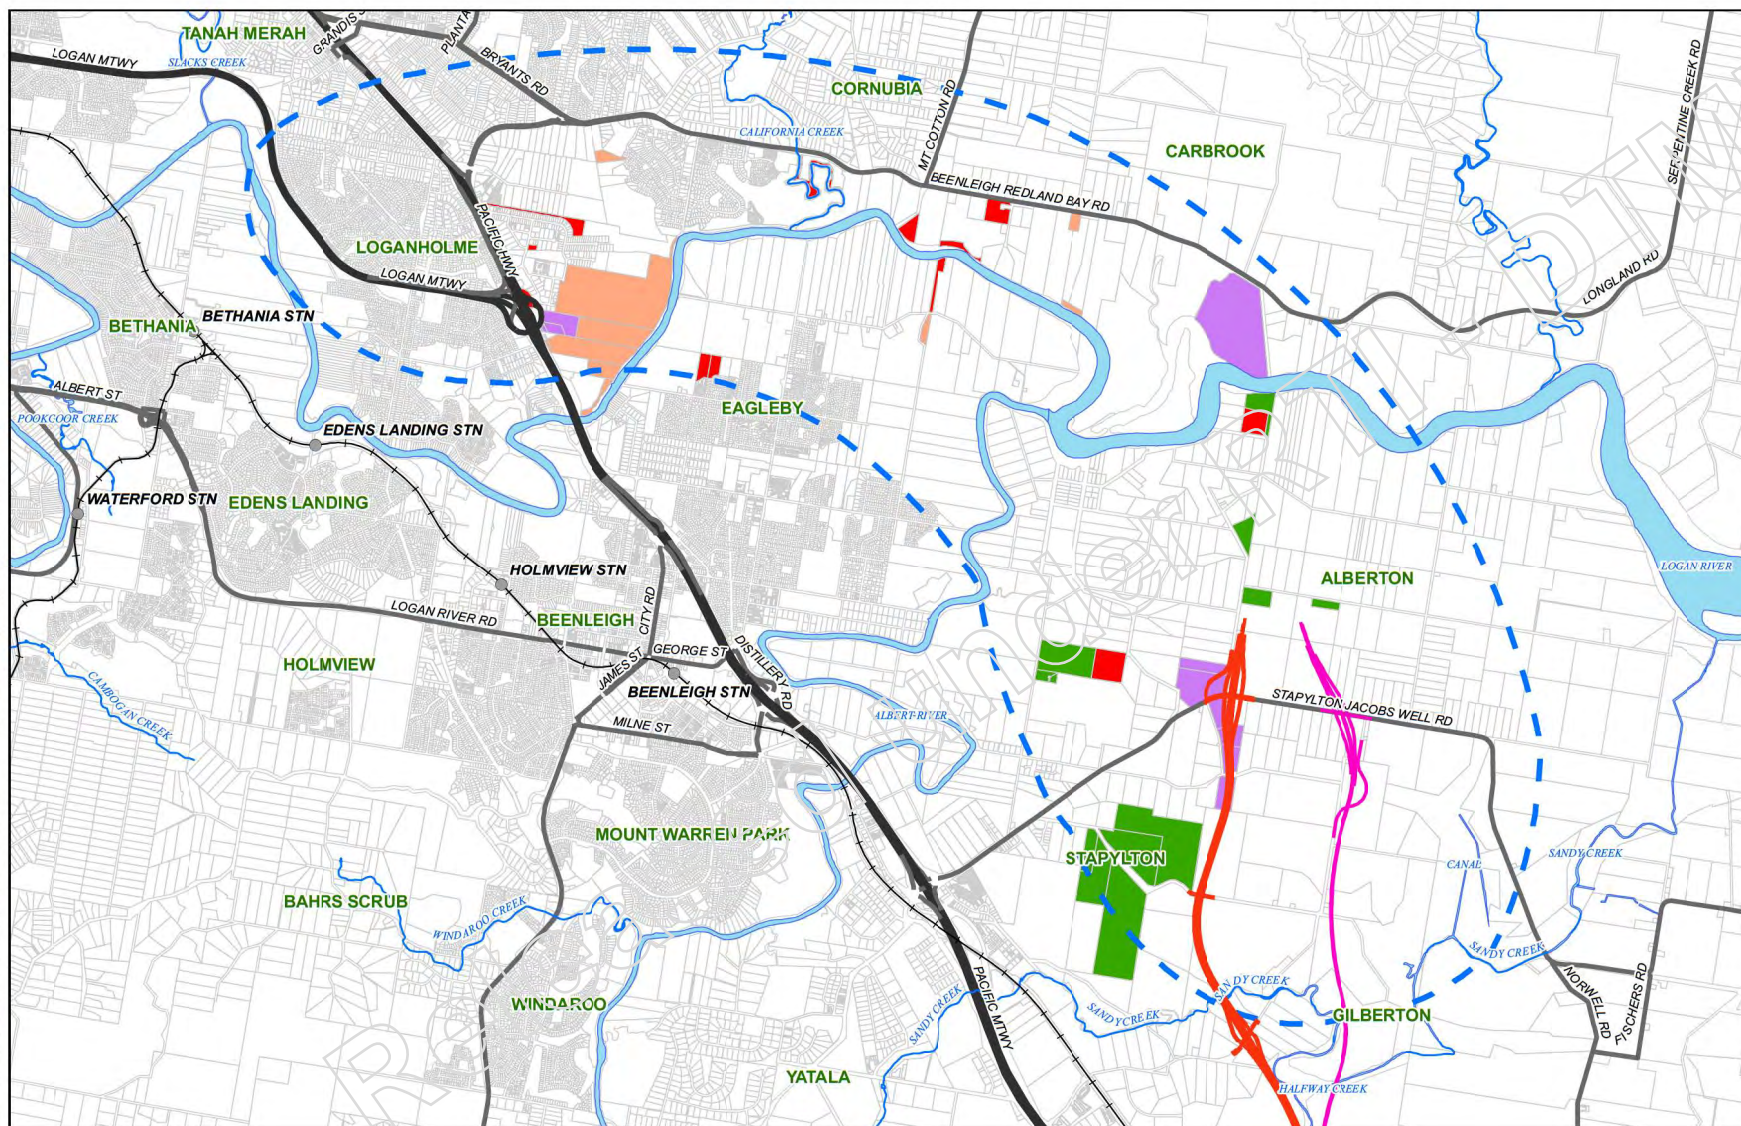 TANAH MERAH
GRANDIS
PLANTA
LOGAN MTWY
SLACKS CREEK
BRYANTS RD
CORNUBIA
MT COTTON RD
SERPENTINE CREEK RD
CALIFORNIA CREEK
CARBROOK
BEENLEIGH REDLAND BAY RD
PACIFIC HWY
LOGANHOLME
LOGAN MTWY
LONGLAND RD
BETHANIA STN
BETHANIA
ALBERT ST
POOKCOOR CREEK
EAGLEBY
EDENS LANDING STN
WATERFORD STN
EDENS LANDING
HOLMVIEW STN
LOGAN RIVER
ALBERTON
LOGAN RIVER RD
BEENLEIGH
CITY RD
GEORGE ST
DISTILLERY RD
HOLMVIEW
JAMES ST
BEENLEIGH STN
CAMBOGAN CREEK
STAPYLTON JACOBS WELL RD
ALBERT RIVER
MILNE ST
MOUNT WARREN PARK
STAPYLTON
CANAL
SANDY CREEK
BAHRS SCRUB
WINDAROO CREEK
SANDY CREEK
WINDAROO
PACIFIC MTWY
SANDY CREEK
SANDY CREEK
SANDY CREEK
GILBERTON
NORWELL RD
FISCHERS RD
YATALA
HALFWAY CREEK